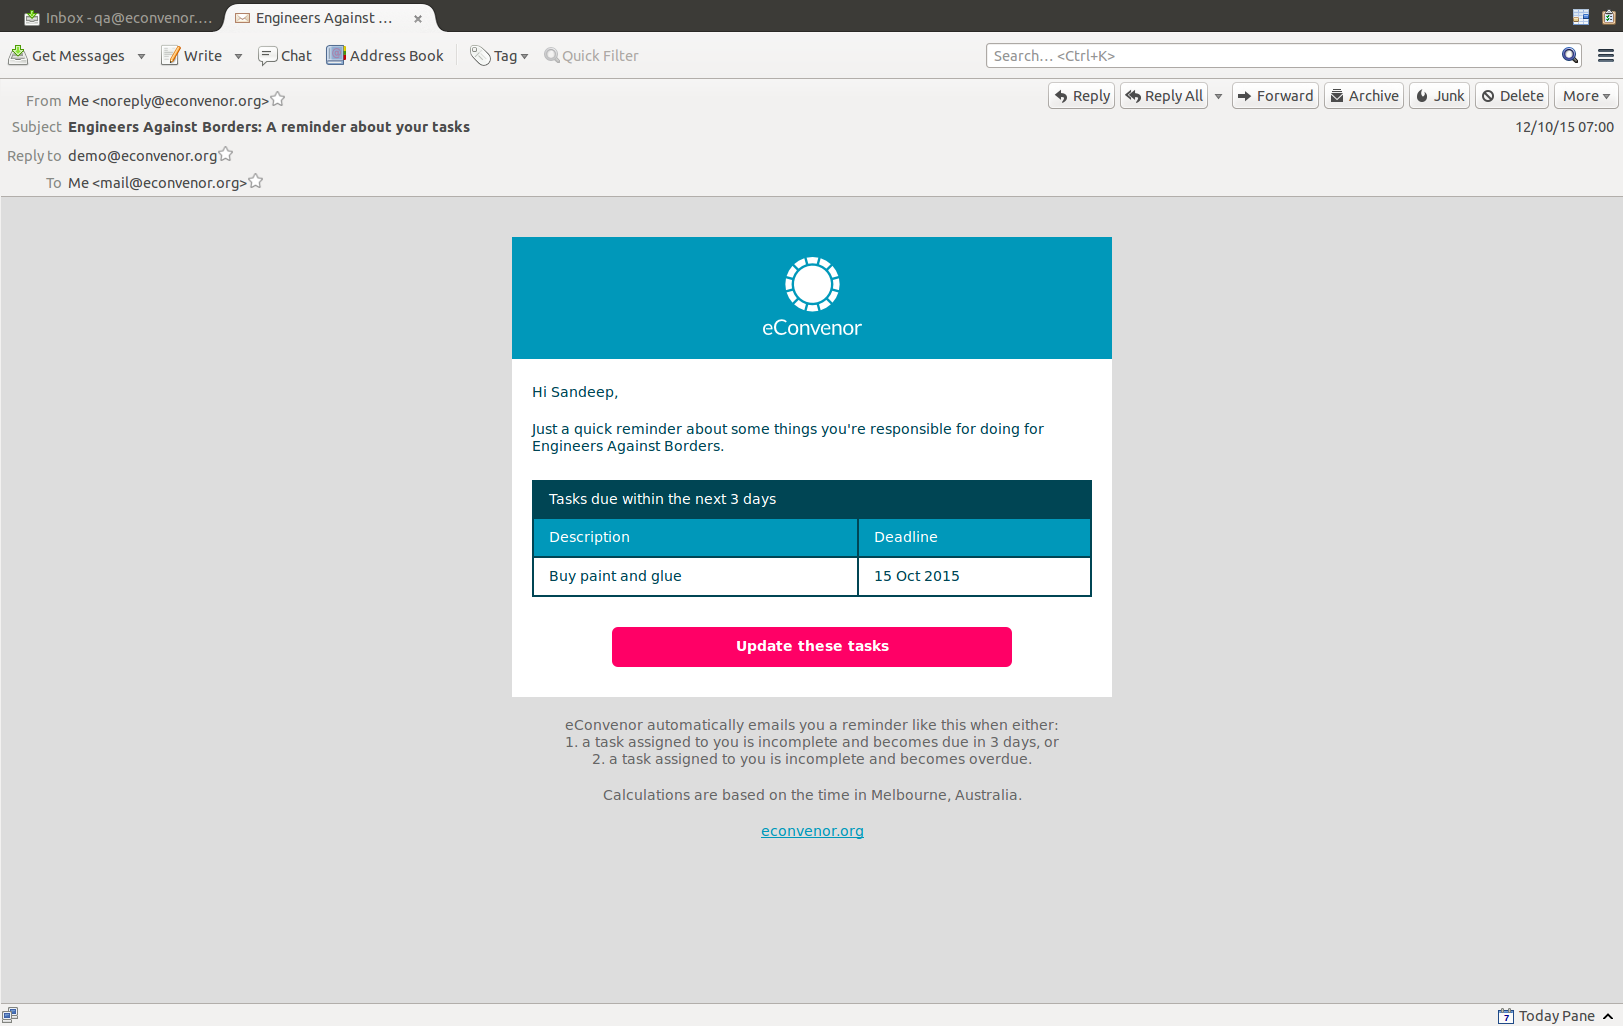 Inbox - qa@econvenor....
Engineers Against ...
Get Messages
Write
Chat
Address Book
Tag
Quick Filter
Search... <Ctrl+K>
From Me <noreply@econvenor.org>
Reply
Reply All
Forward
Archive
Junk
Delete
More
Subject Engineers Against Borders: A reminder about your tasks
12/10/15 07:00
Reply to demo@econvenor.org
To Me <mail@econvenor.org>
eConvenor
Hi Sandeep,
Just a quick reminder about some things you're responsible for doing for
Engineers Against Borders.
Tasks due within the next 3 days
Description Deadline
Buy paint and glue 15 Oct 2015
Update these tasks
eConvenor automatically emails you a reminder like this when either:
1. a task assigned to you is incomplete and becomes due in 3 days, or
2. a task assigned to you is incomplete and becomes overdue.
Calculations are based on the time in Melbourne, Australia.
econvenor.org
7 Today Pane